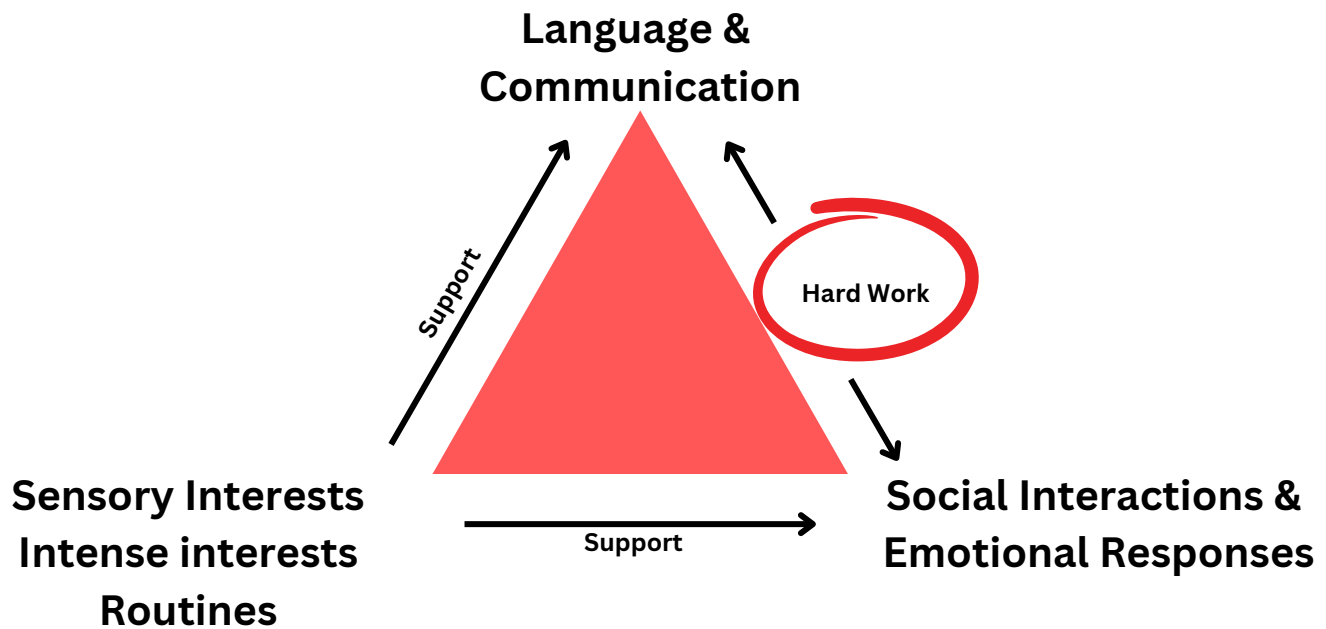 Language &
Communication
Support
Hard Work
Sensory Interests
Intense interests
Routines
Support
Social Interactions &
Emotional Responses